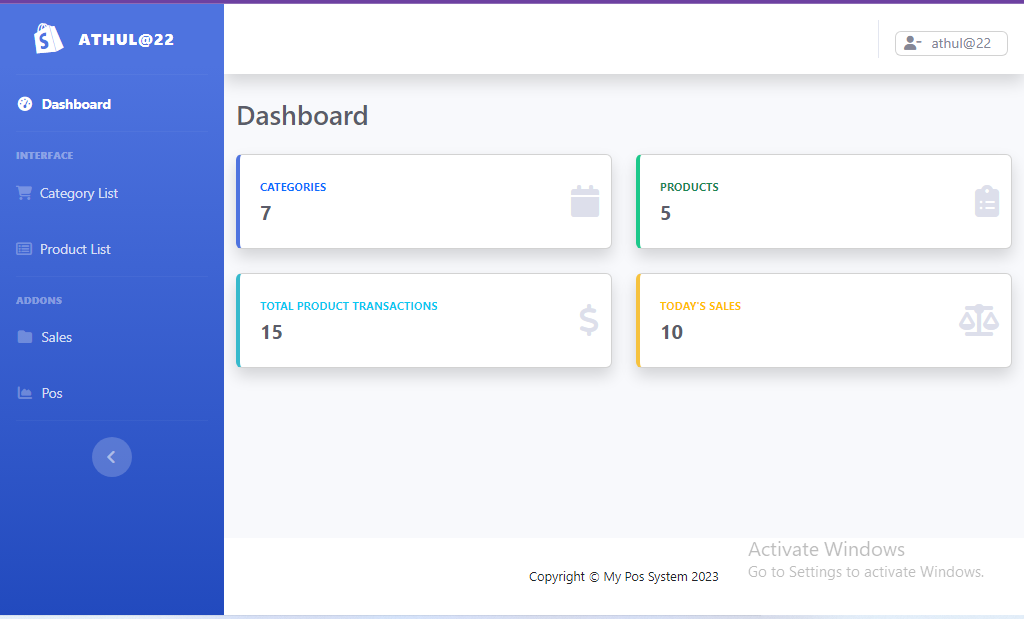 ATHUL@22
athul@22
Dashboard
INTERFACE
Category List
Product List
ADDONS
Sales
Pos
Dashboard
CATEGORIES
7
PRODUCTS
5
TOTAL PRODUCT TRANSACTIONS
15
TODAY'S SALES
10
Activate Windows
Go to Settings to activate Windows.
Copyright © My Pos System 2023